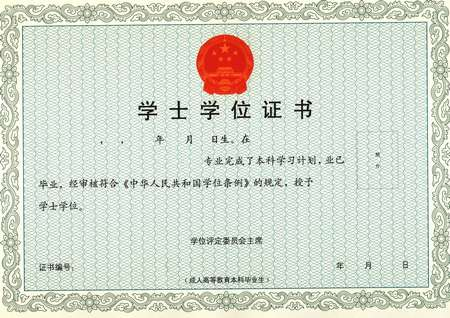 学士学位证书
, , 年 月 日生。在
专业完成了本科学习计划,业已
毕业,经审核符合《中华人民共和国学位条例》的规定,授予
学士学位。
学位评定委员会主席
证书编号: 年 月 日
(成人高等教育本科毕业生)